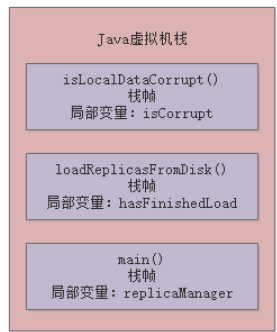 Java虚拟机栈
isLocalDataCorrupt()
栈帧
局部变量：isCorrupt
loadReplicasFromDisk()
栈帧
局部变量：hasFinishedLoad
main()
栈帧
局部变量：replicaManager